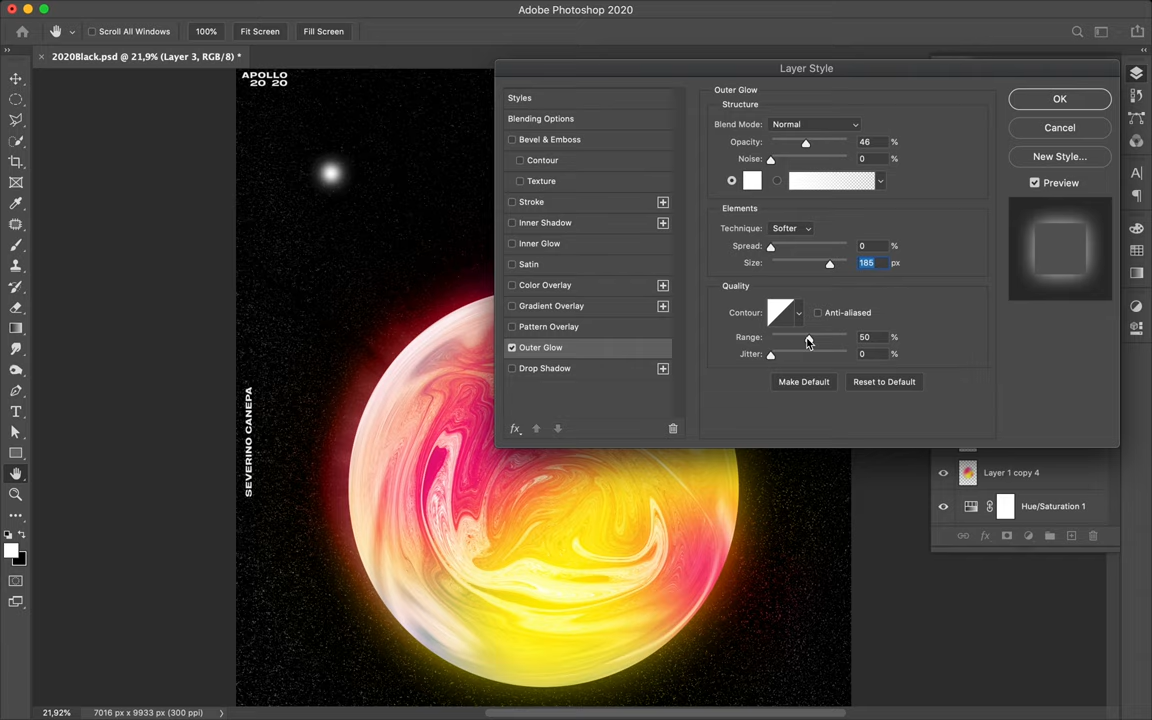 Adobe Photoshop 2020
Scroll All Windows
100%
Fit Screen
Fill Screen
2020Black.psd @ 21,9% (Layer 3, RGB/8) *
APOLLO
20 20
SEVERINO CANEPA
Layer Style
Styles
Blending Options
Bevel & Emboss
Contour
Texture
Stroke
Inner Shadow
Inner Glow
Satin
Color Overlay
Gradient Overlay
Pattern Overlay
Outer Glow
Drop Shadow
fx
Outer Glow
Structure
Blend Mode: Normal
Opacity: 46 %
Noise: 0 %
Elements
Technique: Softer
Spread: 0 %
Size: 185 px
Quality
Contour: Anti-aliased
Range: 50 %
Jitter: 0 %
Make Default
Reset to Default
OK
Cancel
New Style...
Preview
Layer 1 copy 4
Hue/Saturation 1
fx
21,92%
7016 px x 9933 px (300 ppi)